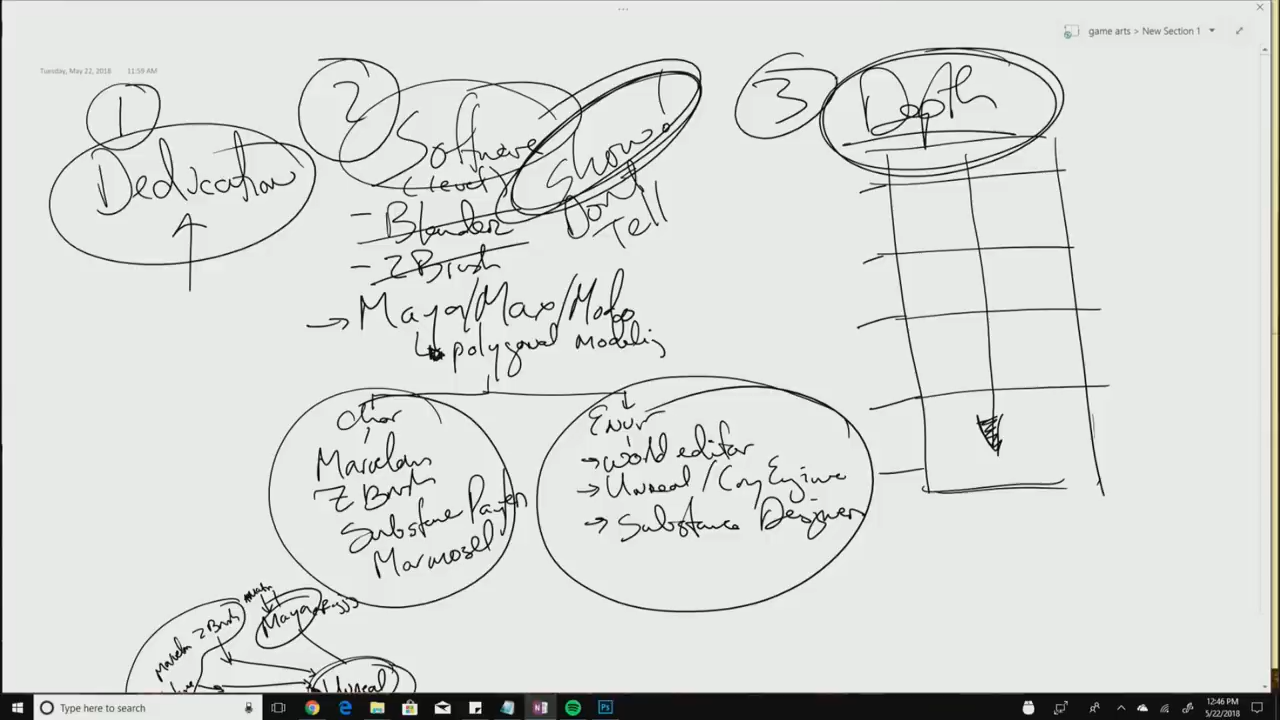 game arts > New Section 1
Tuesday, May 22, 2018 11:59 AM
1
Dedication
2
Software
(level)
- Blender
- ZBrush
Show!
Don't
Tell
→ Maya/Max/Modo
polygonal modeling
Char
Marvelous
ZBrush
Substance Painter
Marmoset
Envr
→ World editor
→ Unreal / CryEngine
→ Substance Designer
3
Depth
ZBrush
Maya
Unreal
Type here to search
12:46 PM
5/22/2018